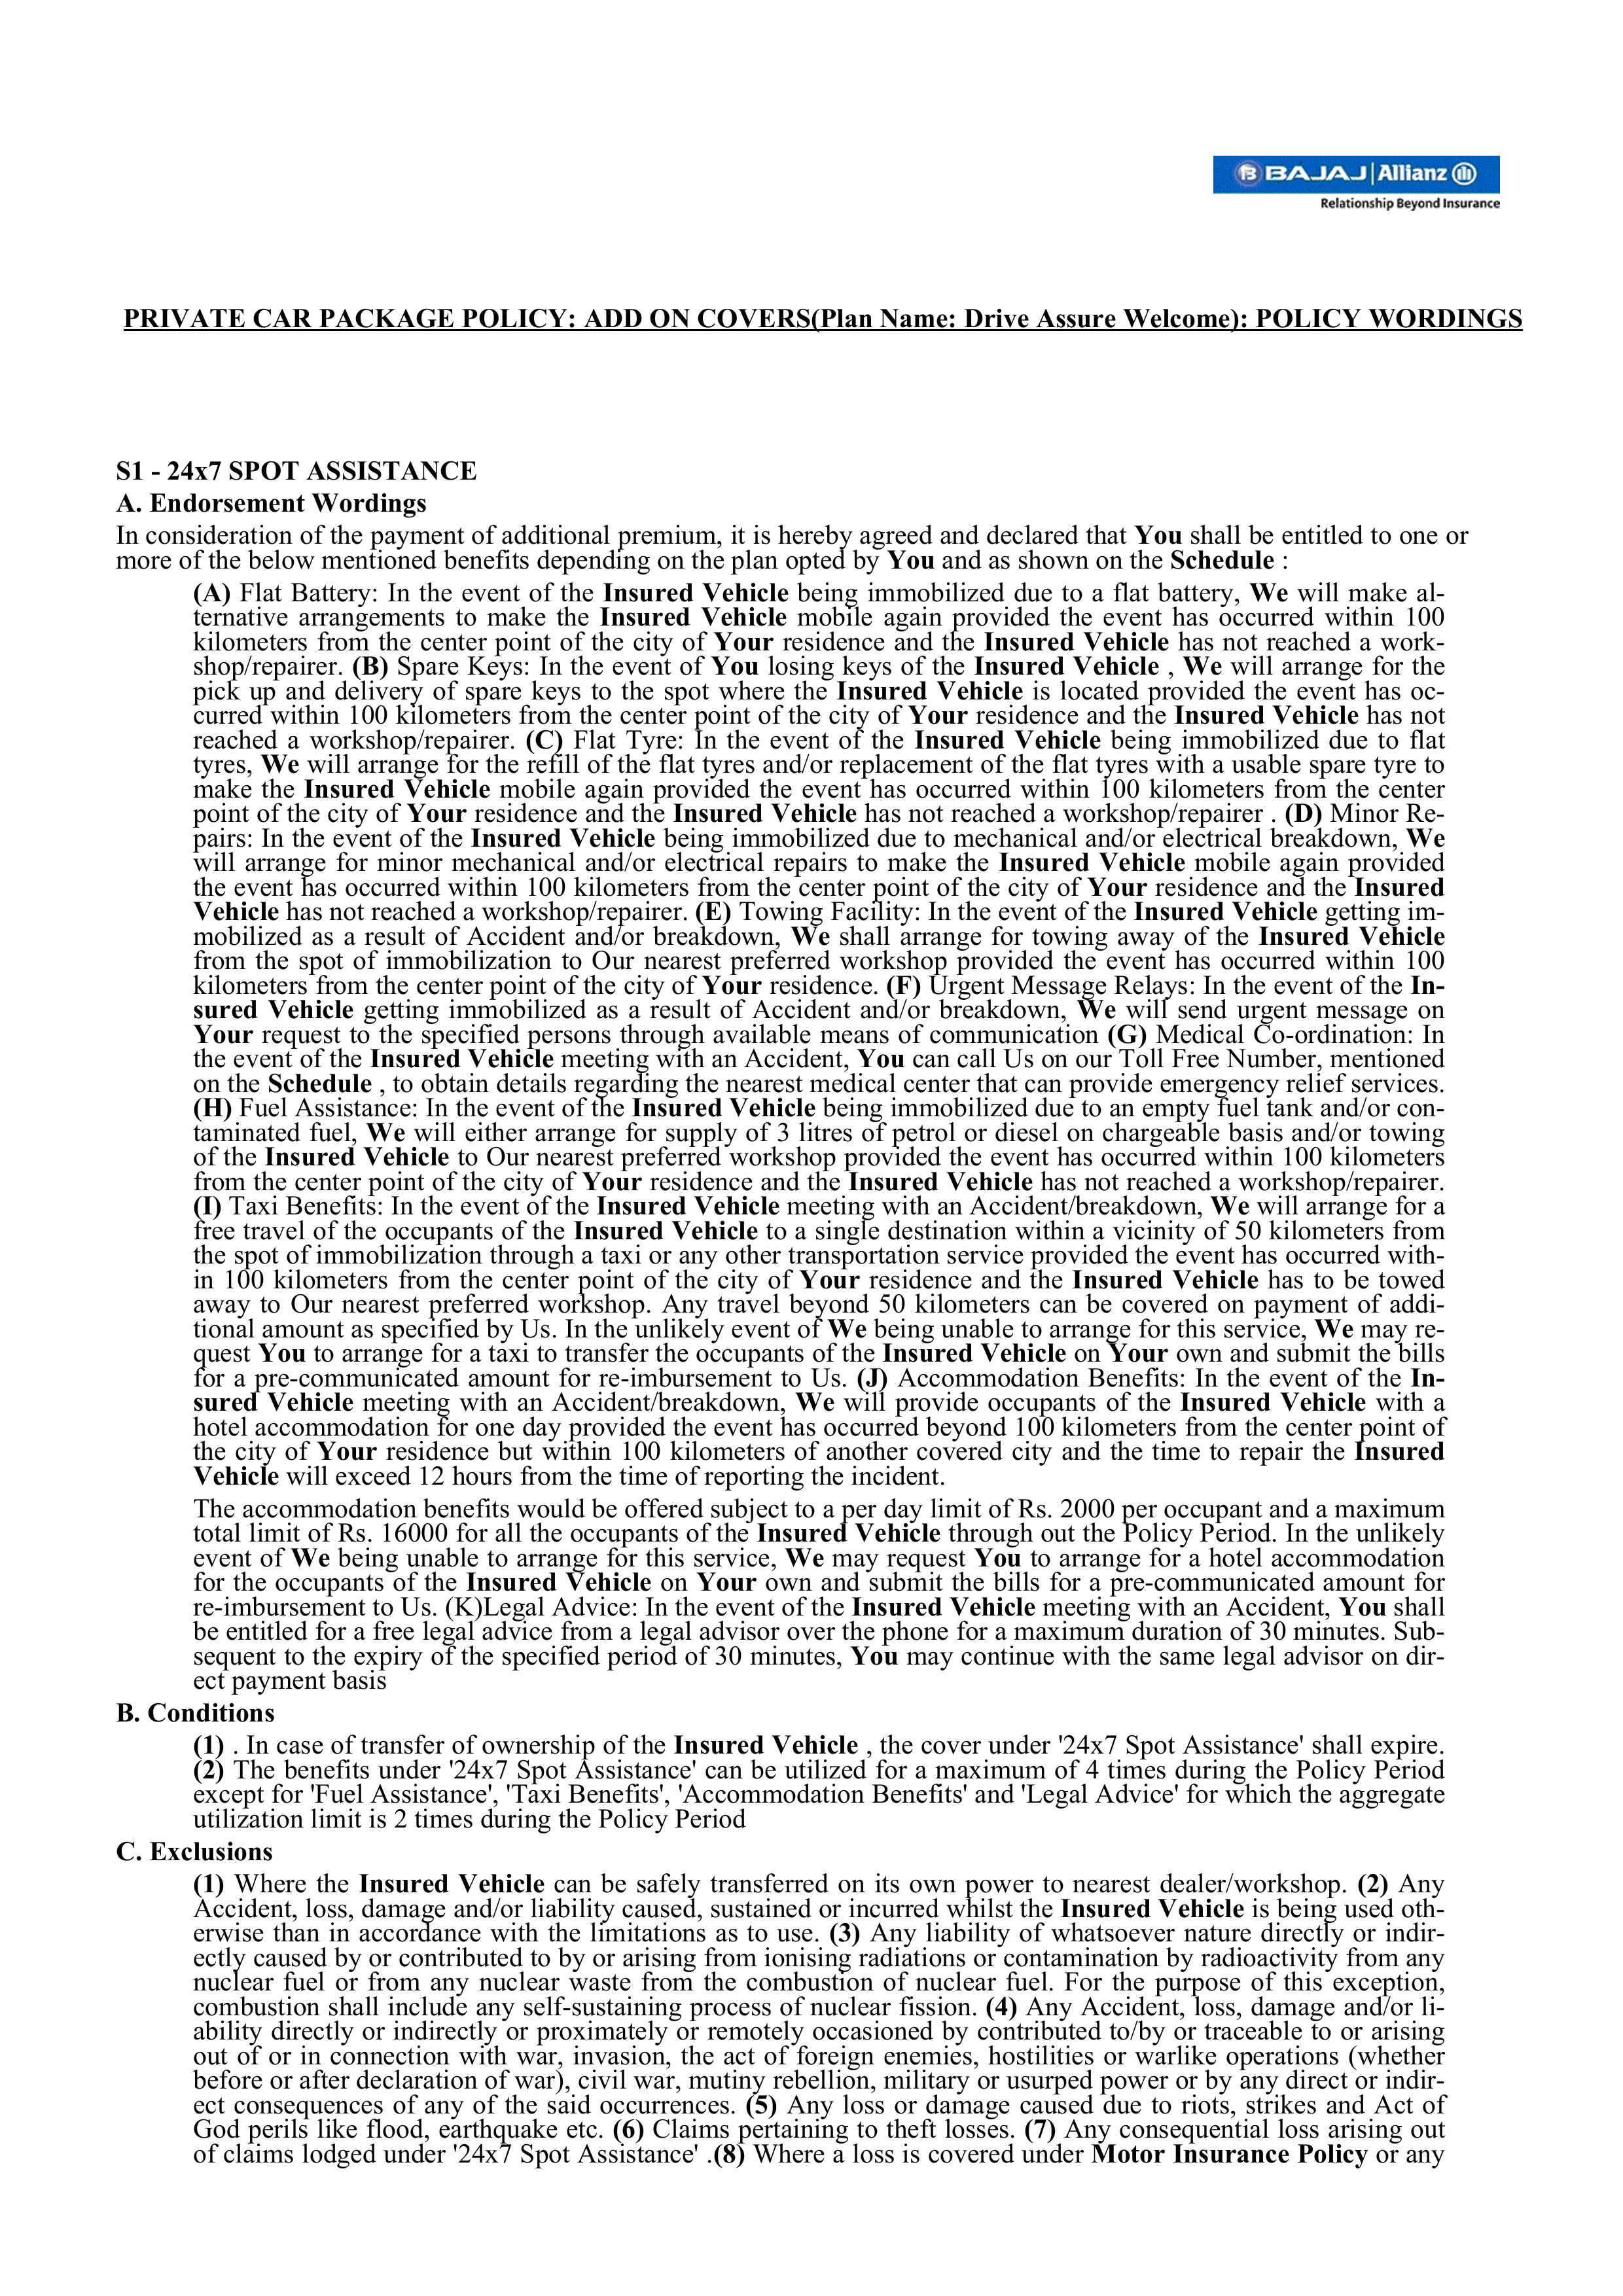 BAJAJ | Allianz
Relationship Beyond Insurance
PRIVATE CAR PACKAGE POLICY: ADD ON COVERS(Plan Name: Drive Assure Welcome): POLICY WORDINGS
S1 - 24x7 SPOT ASSISTANCE
A. Endorsement Wordings
In consideration of the payment of additional premium, it is hereby agreed and declared that You shall be entitled to one or
more of the below mentioned benefits depending on the plan opted by You and as shown on the Schedule :
(A) Flat Battery: In the event of the Insured Vehicle being immobilized due to a flat battery, We will make al-
ternative arrangements to make the Insured Vehicle mobile again provided the event has occurred within 100
kilometers from the center point of the city of Your residence and the Insured Vehicle has not reached a work-
shop/repairer. (B) Spare Keys: In the event of You losing keys of the Insured Vehicle , We will arrange for the
pick up and delivery of spare keys to the spot where the Insured Vehicle is located provided the event has oc-
curred within 100 kilometers from the center point of the city of Your residence and the Insured Vehicle has not
reached a workshop/repairer. (C) Flat Tyre: In the event of the Insured Vehicle being immobilized due to flat
tyres, We will arrange for the refill of the flat tyres and/or replacement of the flat tyres with a usable spare tyre to
make the Insured Vehicle mobile again provided the event has occurred within 100 kilometers from the center
point of the city of Your residence and the Insured Vehicle has not reached a workshop/repairer . (D) Minor Re-
pairs: In the event of the Insured Vehicle being immobilized due to mechanical and/or electrical breakdown, We
will arrange for minor mechanical and/or electrical repairs to make the Insured Vehicle mobile again provided
the event has occurred within 100 kilometers from the center point of the city of Your residence and the Insured
Vehicle has not reached a workshop/repairer. (E) Towing Facility: In the event of the Insured Vehicle getting im-
mobilized as a result of Accident and/or breakdown, We shall arrange for towing away of the Insured Vehicle
from the spot of immobilization to Our nearest preferred workshop provided the event has occurred within 100
kilometers from the center point of the city of Your residence. (F) Urgent Message Relays: In the event of the In-
sured Vehicle getting immobilized as a result of Accident and/or breakdown, We will send urgent message on
Your request to the specified persons through available means of communication (G) Medical Co-ordination: In
the event of the Insured Vehicle meeting with an Accident, You can call Us on our Toll Free Number, mentioned
on the Schedule , to obtain details regarding the nearest medical center that can provide emergency relief services.
(H) Fuel Assistance: In the event of the Insured Vehicle being immobilized due to an empty fuel tank and/or con-
taminated fuel, We will either arrange for supply of 3 litres of petrol or diesel on chargeable basis and/or towing
of the Insured Vehicle to Our nearest preferred workshop provided the event has occurred within 100 kilometers
from the center point of the city of Your residence and the Insured Vehicle has not reached a workshop/repairer.
(I) Taxi Benefits: In the event of the Insured Vehicle meeting with an Accident/breakdown, We will arrange for a
free travel of the occupants of the Insured Vehicle to a single destination within a vicinity of 50 kilometers from
the spot of immobilization through a taxi or any other transportation service provided the event has occurred with-
in 100 kilometers from the center point of the city of Your residence and the Insured Vehicle has to be towed
away to Our nearest preferred workshop. Any travel beyond 50 kilometers can be covered on payment of addi-
tional amount as specified by Us. In the unlikely event of We being unable to arrange for this service, We may re-
quest You to arrange for a taxi to transfer the occupants of the Insured Vehicle on Your own and submit the bills
for a pre-communicated amount for re-imbursement to Us. (J) Accommodation Benefits: In the event of the In-
sured Vehicle meeting with an Accident/breakdown, We will provide occupants of the Insured Vehicle with a
hotel accommodation for one day provided the event has occurred beyond 100 kilometers from the center point of
the city of Your residence but within 100 kilometers of another covered city and the time to repair the Insured
Vehicle will exceed 12 hours from the time of reporting the incident.
The accommodation benefits would be offered subject to a per day limit of Rs. 2000 per occupant and a maximum
total limit of Rs. 16000 for all the occupants of the Insured Vehicle through out the Policy Period. In the unlikely
event of We being unable to arrange for this service, We may request You to arrange for a hotel accommodation
for the occupants of the Insured Vehicle on Your own and submit the bills for a pre-communicated amount for
re-imbursement to Us. (K)Legal Advice: In the event of the Insured Vehicle meeting with an Accident, You shall
be entitled for a free legal advice from a legal advisor over the phone for a maximum duration of 30 minutes. Sub-
sequent to the expiry of the specified period of 30 minutes, You may continue with the same legal advisor on dir-
ect payment basis
B. Conditions
(1) . In case of transfer of ownership of the Insured Vehicle , the cover under '24x7 Spot Assistance' shall expire.
(2) The benefits under '24x7 Spot Assistance' can be utilized for a maximum of 4 times during the Policy Period
except for 'Fuel Assistance', 'Taxi Benefits', 'Accommodation Benefits' and 'Legal Advice' for which the aggregate
utilization limit is 2 times during the Policy Period
C. Exclusions
(1) Where the Insured Vehicle can be safely transferred on its own power to nearest dealer/workshop. (2) Any
Accident, loss, damage and/or liability caused, sustained or incurred whilst the Insured Vehicle is being used oth-
erwise than in accordance with the limitations as to use. (3) Any liability of whatsoever nature directly or indir-
ectly caused by or contributed to by or arising from ionising radiations or contamination by radioactivity from any
nuclear fuel or from any nuclear waste from the combustion of nuclear fuel. For the purpose of this exception,
combustion shall include any self-sustaining process of nuclear fission. (4) Any Accident, loss, damage and/or li-
ability directly or indirectly or proximately or remotely occasioned by contributed to/by or traceable to or arising
out of or in connection with war, invasion, the act of foreign enemies, hostilities or warlike operations (whether
before or after declaration of war), civil war, mutiny rebellion, military or usurped power or by any direct or indir-
ect consequences of any of the said occurrences. (5) Any loss or damage caused due to riots, strikes and Act of
God perils like flood, earthquake etc. (6) Claims pertaining to theft losses. (7) Any consequential loss arising out
of claims lodged under '24x7 Spot Assistance' .(8) Where a loss is covered under Motor Insurance Policy or any